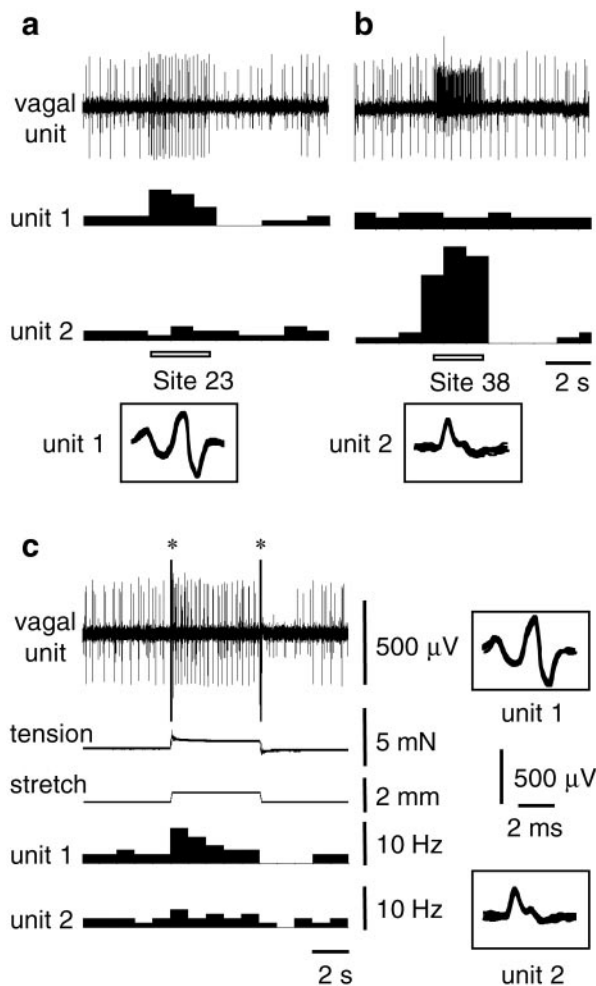 a
b
vagal
unit
unit 1
unit 2
Site 23
Site 38
2 s
unit 1
unit 2
c
*
*
vagal
unit
500 μV
unit 1
tension
5 mN
stretch
2 mm
500 μV
2 ms
unit 1
10 Hz
unit 2
10 Hz
2 s
unit 2